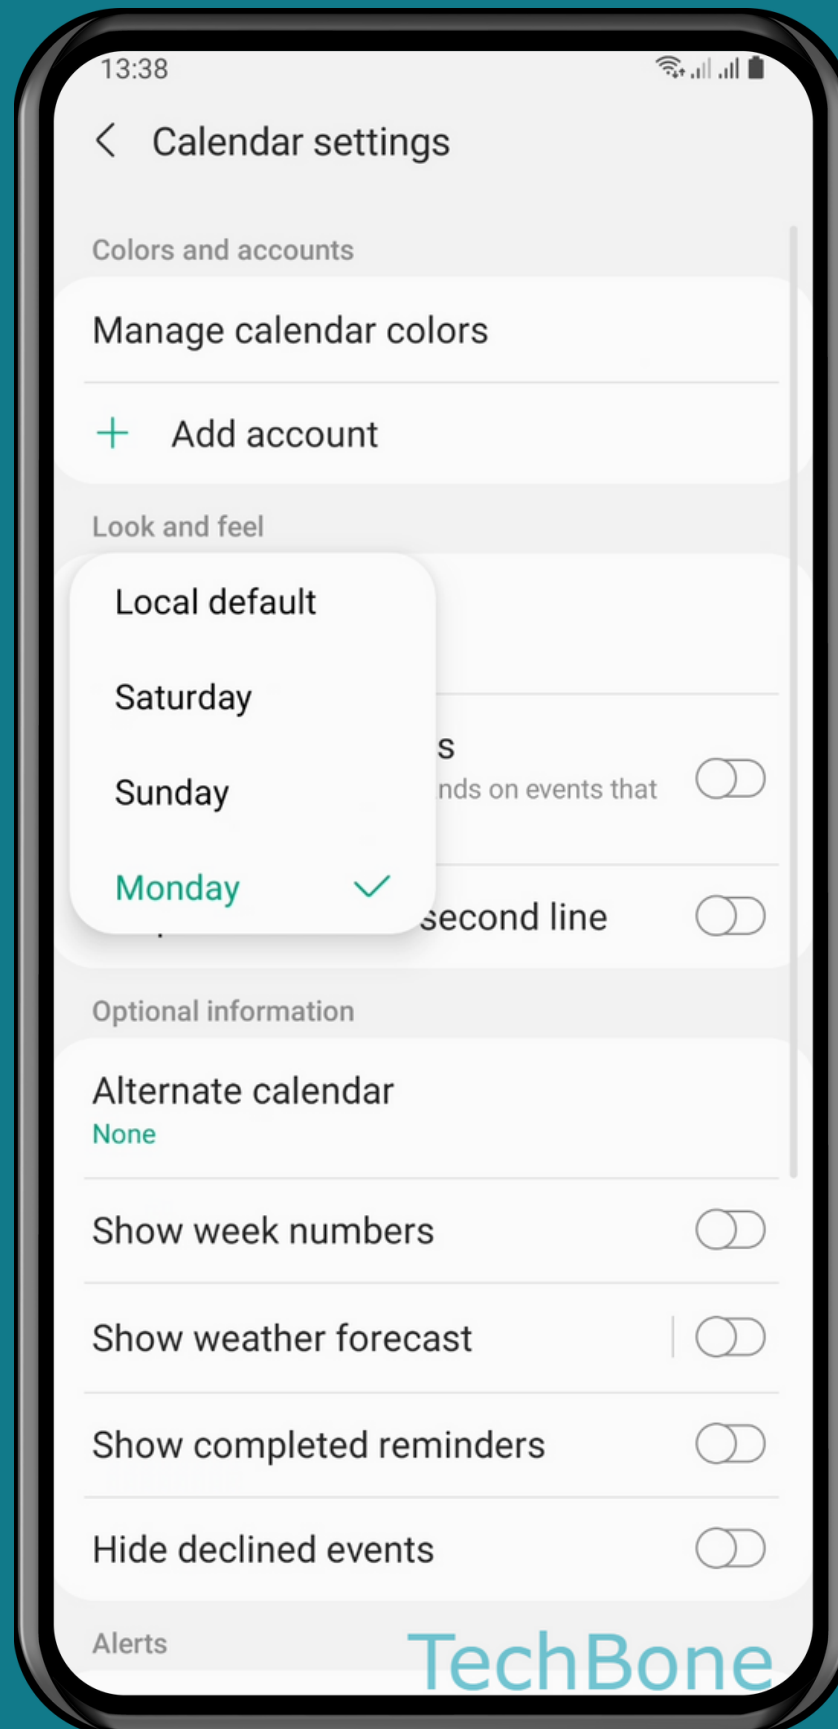 13:38
Calendar settings
Colors and accounts
Manage calendar colors
+ Add account
Look and feel
Local default
Saturday
Sunday
Monday
s
nds on events that
second line
Optional information
Alternate calendar
None
Show week numbers
Show weather forecast
Show completed reminders
Hide declined events
Alerts
TechBone